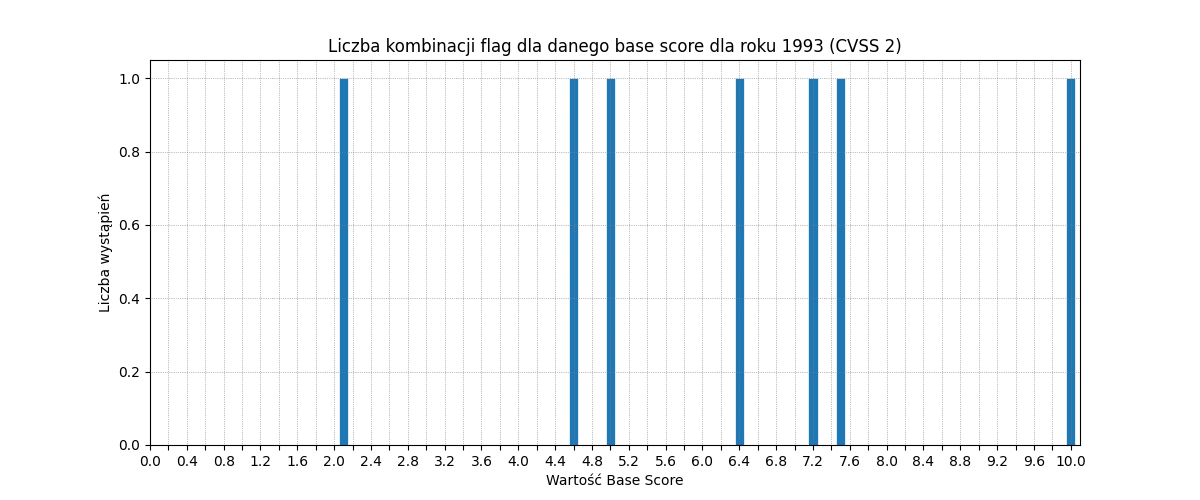 Liczba kombinacji flag dla danego base score dla roku 1993 (CVSS 2)
Liczba wystąpień
1.0
0.8
0.6
0.4
0.2
0.0
0.0 0.4 0.8 1.2 1.6 2.0 2.4 2.8 3.2 3.6 4.0 4.4 4.8 5.2 5.6 6.0 6.4 6.8 7.2 7.6 8.0 8.4 8.8 9.2 9.6 10.0
Wartość Base Score